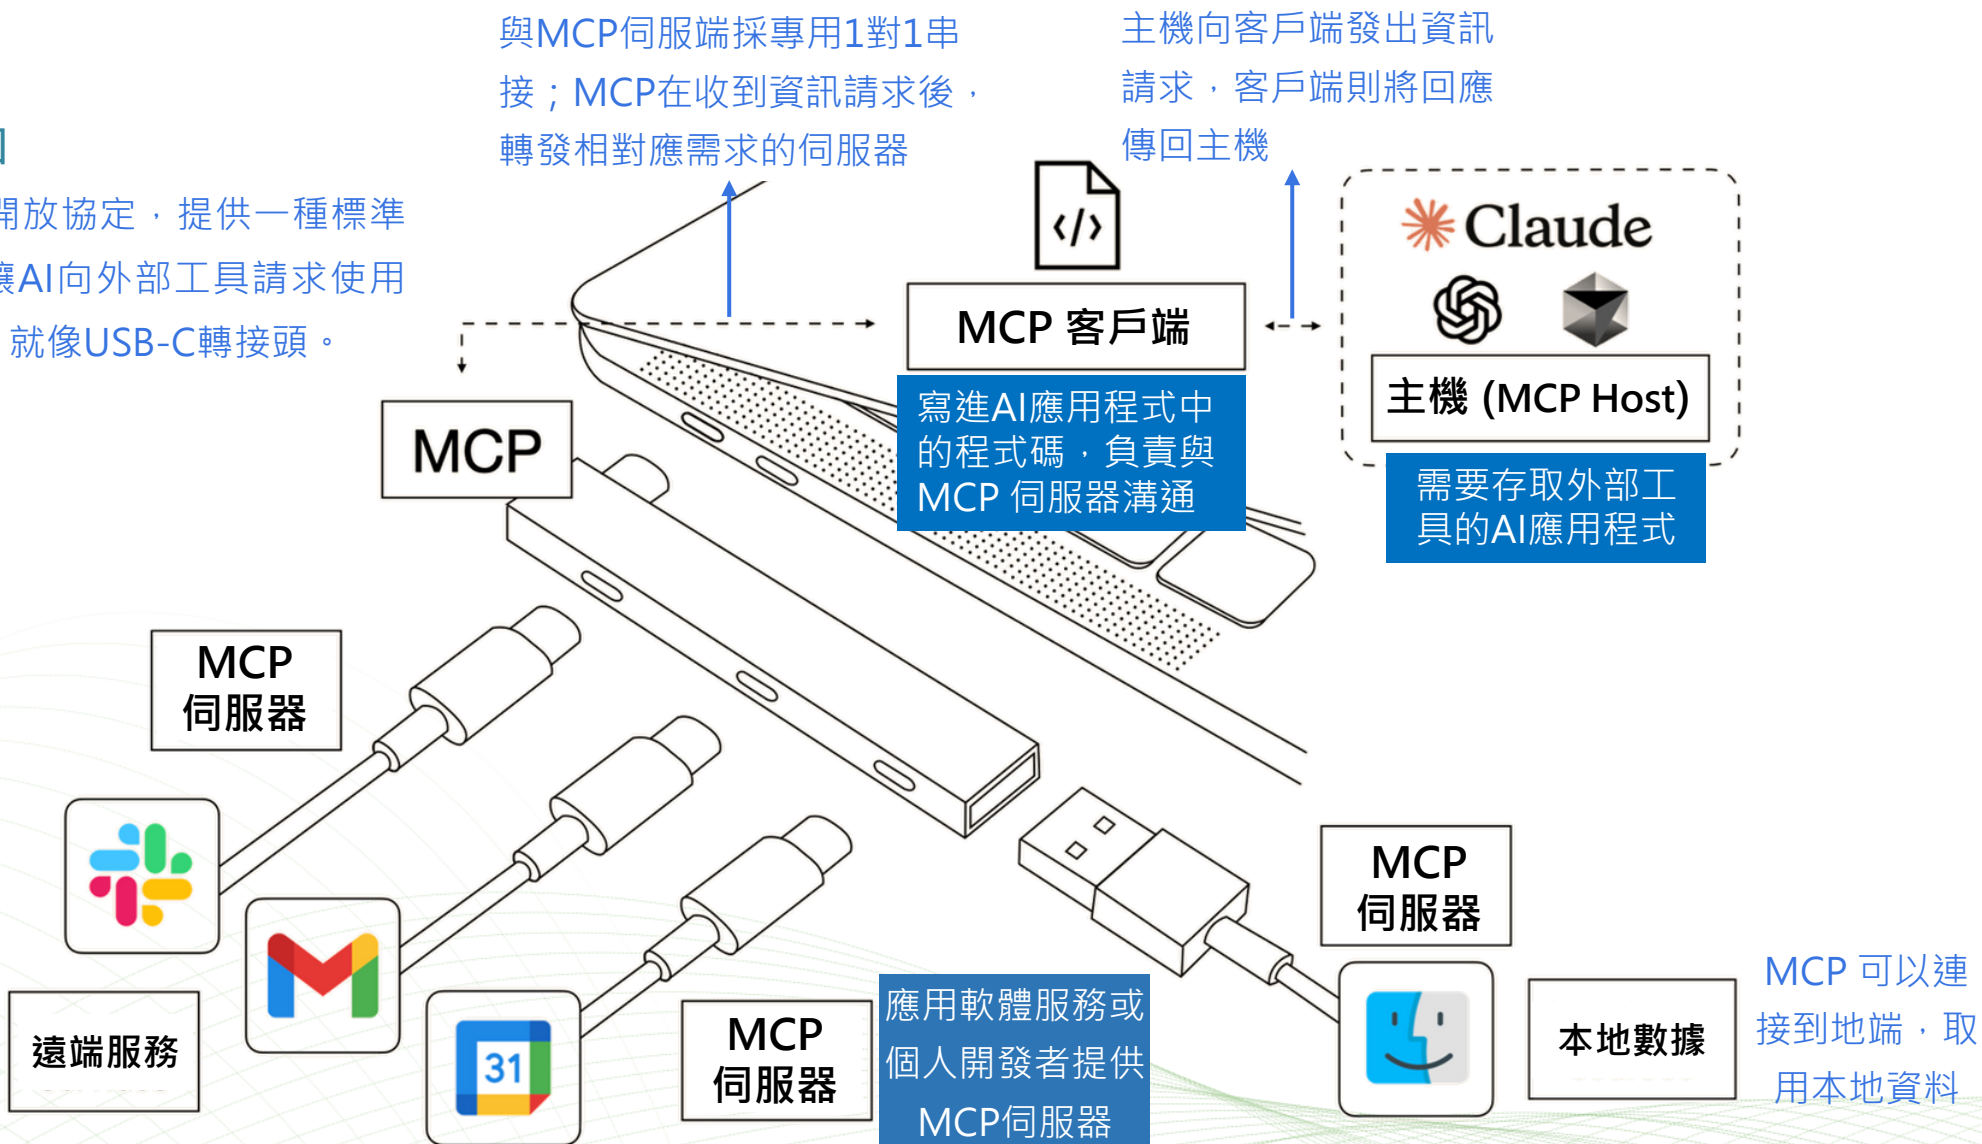 與MCP伺服端採專用1對1串
接；MCP在收到資訊請求後，
轉發相對應需求的伺服器
主機向客戶端發出資訊
請求，客戶端則將回應
傳回主機
開放協定，提供一種標準
讓AI向外部工具請求使用
就像USB-C轉接頭。
Claude
MCP 客戶端
主機 (MCP Host)
MCP
寫進AI應用程式中
的程式碼，負責與
MCP 伺服器溝通
需要存取外部工
具的AI應用程式
MCP
伺服器
MCP
伺服器
遠端服務
31
MCP
伺服器
應用軟體服務或
個人開發者提供
MCP伺服器
本地數據
MCP 可以連
接到地端，取
用本地資料